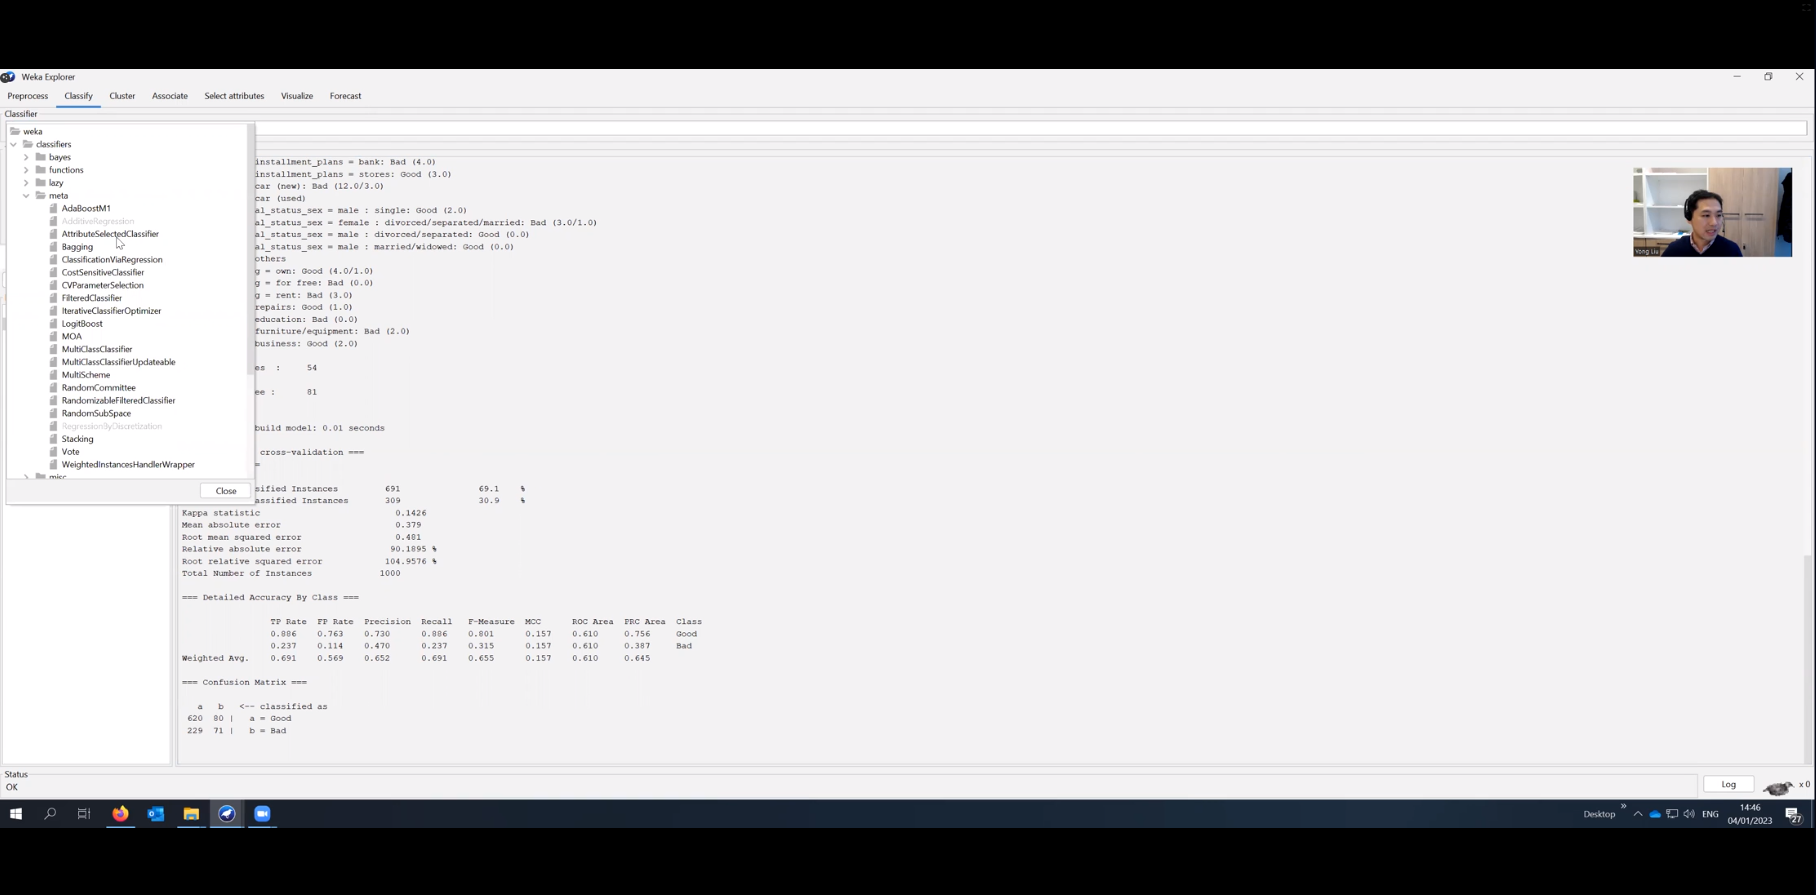 Weka Explorer
Preprocess Classify Cluster Associate Select attributes Visualize Forecast
Classifier
weka
classifiers
bayes
functions
lazy
meta
AdaBoostM1
AdditiveRegression
AttributeSelectedClassifier
Bagging
ClassificationViaRegression
CostSensitiveClassifier
CVParameterSelection
FilteredClassifier
IterativeClassifierOptimizer
LogitBoost
MOA
MultiClassClassifier
MultiClassClassifierUpdateable
MultiScheme
RandomCommittee
RandomizableFilteredClassifier
RandomSubSpace
RegressionByDiscretization
Stacking
Vote
WeightedInstancesHandlerWrapper
misc
Close
installment_plans = bank: Bad (4.0)
installment_plans = stores: Good (3.0)
car (new): Bad (12.0/3.0)
car (used)
al_status_sex = male : single: Good (2.0)
al_status_sex = female : divorced/separated/married: Bad (3.0/1.0)
al_status_sex = male : divorced/separated: Good (0.0)
al_status_sex = male : married/widowed: Good (0.0)
others
g = own: Good (4.0/1.0)
g = for free: Bad (0.0)
g = rent: Bad (3.0)
repairs: Good (1.0)
education: Bad (0.0)
furniture/equipment: Bad (2.0)
business: Good (2.0)
es : 54
ee : 81
build model: 0.01 seconds
cross-validation ===
=
sified Instances 691 69.1 %
assified Instances 309 30.9 %
Kappa statistic 0.1426
Mean absolute error 0.379
Root mean squared error 0.481
Relative absolute error 90.1895 %
Root relative squared error 104.9576 %
Total Number of Instances 1000
=== Detailed Accuracy By Class ===
TP Rate FP Rate Precision Recall F-Measure MCC ROC Area PRC Area Class
0.886 0.763 0.730 0.886 0.801 0.157 0.610 0.756 Good
0.237 0.114 0.470 0.237 0.315 0.157 0.610 0.387 Bad
Weighted Avg. 0.691 0.569 0.652 0.691 0.655 0.157 0.610 0.645
=== Confusion Matrix ===
a b <-- classified as
620 80 | a = Good
229 71 | b = Bad
Yong Liu
Status
OK
Log
x 0
Desktop
ENG
14:46
04/01/2023
27